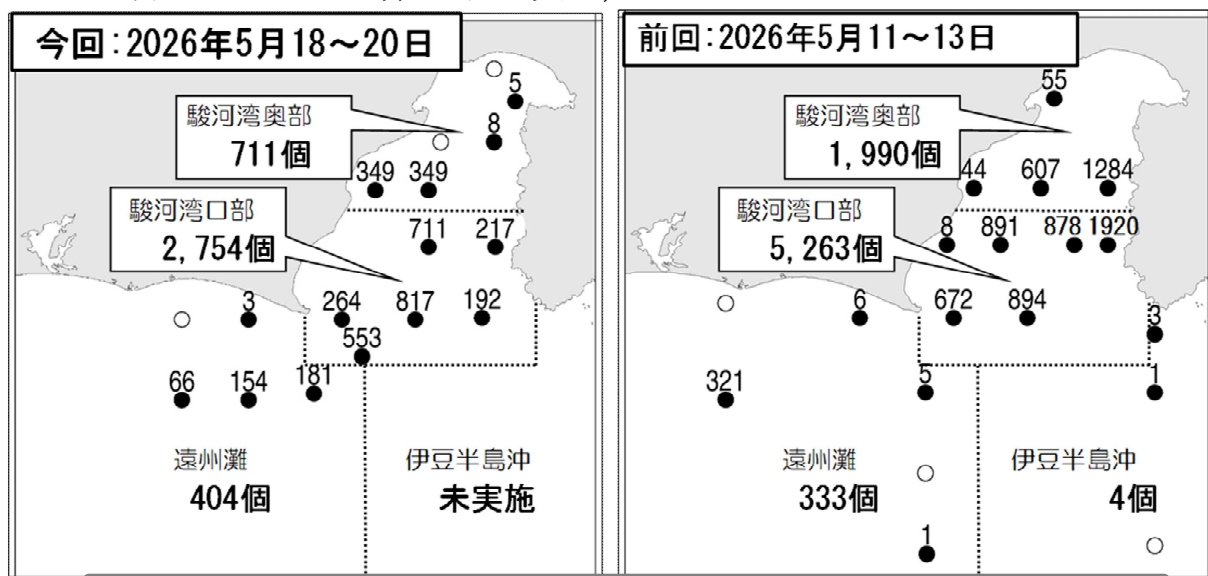 今回：2026年5月18～20日
5
駿河湾奥部
711個
8
349 349
駿河湾口部
2,754個
711 217
3 264 817 192
553
66 154 181
遠州灘
404個
伊豆半島沖
未実施
前回：2026年5月11～13日
55
駿河湾奥部
1,990個
44 607 1284
駿河湾口部
5,263個
8 891 878 1920
6 672 894 3
321 5 1
遠州灘
333個
伊豆半島沖
4個
1